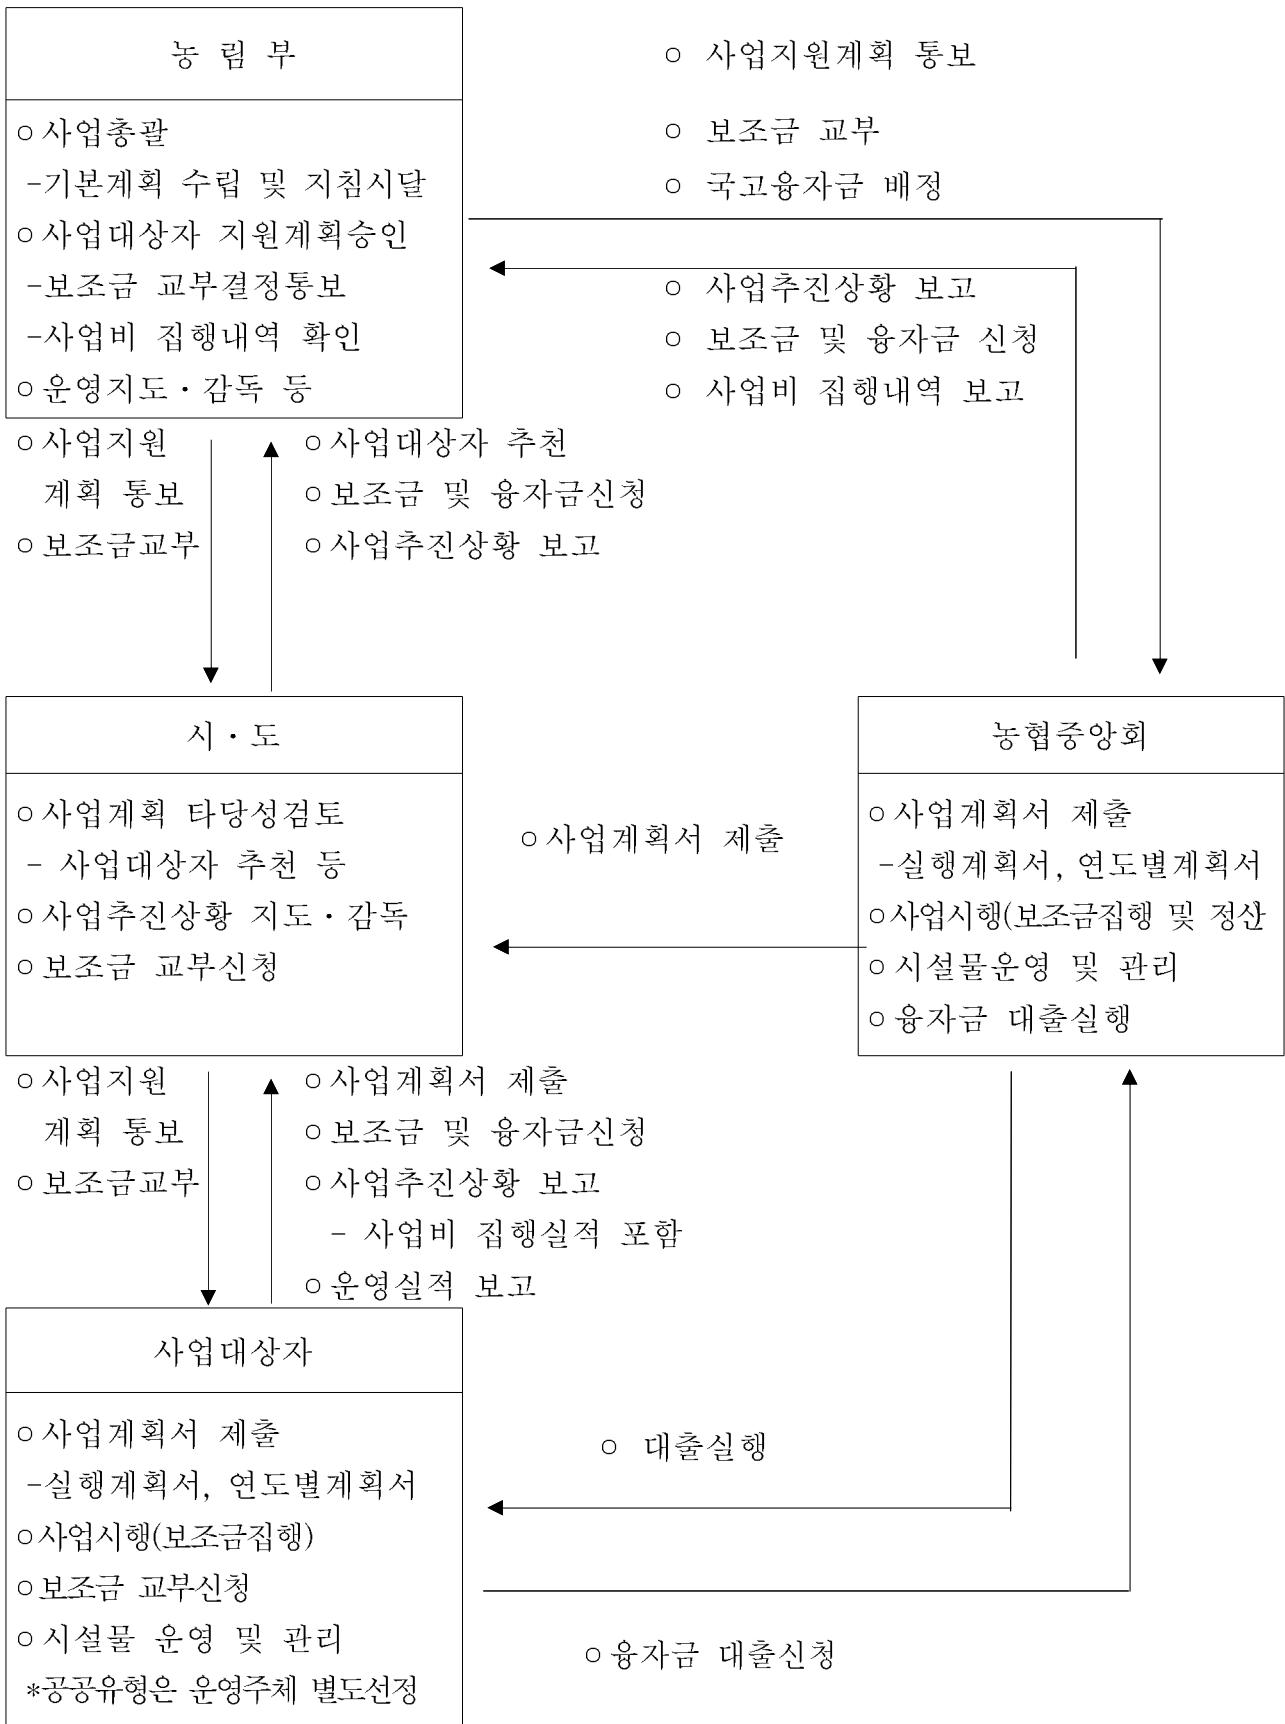 농 림 부
○ 사업총괄
-기본계획 수립 및 지침시달
○ 사업대상자 지원계획승인
-보조금 교부결정통보
-사업비 집행내역 확인
○ 운영지도·감독 등
○ 사업지원계획 통보
○ 보조금 교부
○ 국고융자금 배정
○ 사업추진상황 보고
○ 보조금 및 융자금 신청
○ 사업비 집행내역 보고
○ 사업지원
계획 통보
○ 보조금교부
○ 사업대상자 추천
○ 보조금 및 융자금신청
○ 사업추진상황 보고
시·도
○ 사업계획 타당성검토
- 사업대상자 추천 등
○ 사업추진상황 지도·감독
○ 보조금 교부신청
○ 사업계획서 제출
농협중앙회
○ 사업계획서 제출
-실행계획서, 연도별계획서
○ 사업시행(보조금집행 및 정산)
○ 시설물운영 및 관리
○ 융자금 대출실행
○ 사업지원
계획 통보
○ 보조금교부
○ 사업계획서 제출
○ 보조금 및 융자금신청
○ 사업추진상황 보고
- 사업비 집행실적 포함
○ 운영실적 보고
사업대상자
○ 사업계획서 제출
-실행계획서, 연도별계획서
○ 사업시행(보조금집행)
○ 보조금 교부신청
○ 시설물 운영 및 관리
*공공유형은 운영주체 별도선정
○ 대출실행
○ 융자금 대출신청